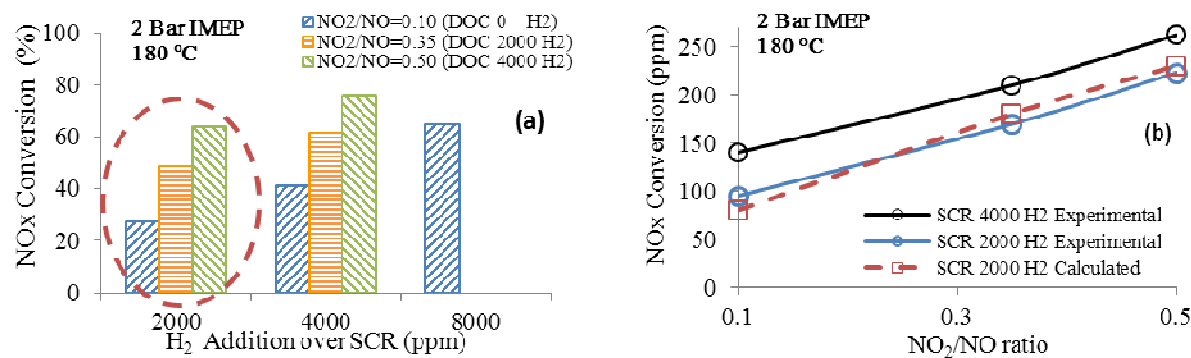 2 Bar IMEP
180 ºC
NO2/NO=0.10 (DOC 0 H2)
NO2/NO=0.35 (DOC 2000 H2)
NO2/NO=0.50 (DOC 4000 H2)
NOx Conversion (%)
100
80
60
40
20
0
(a)
2000
4000
8000
H₂ Addition over SCR (ppm)
2 Bar IMEP
180 ºC
NOx Conversion (ppm)
250
200
150
100
50
0
(b)
SCR 4000 H2 Experimental
SCR 2000 H2 Experimental
SCR 2000 H2 Calculated
0.1
0.3
0.5
NO₂/NO ratio